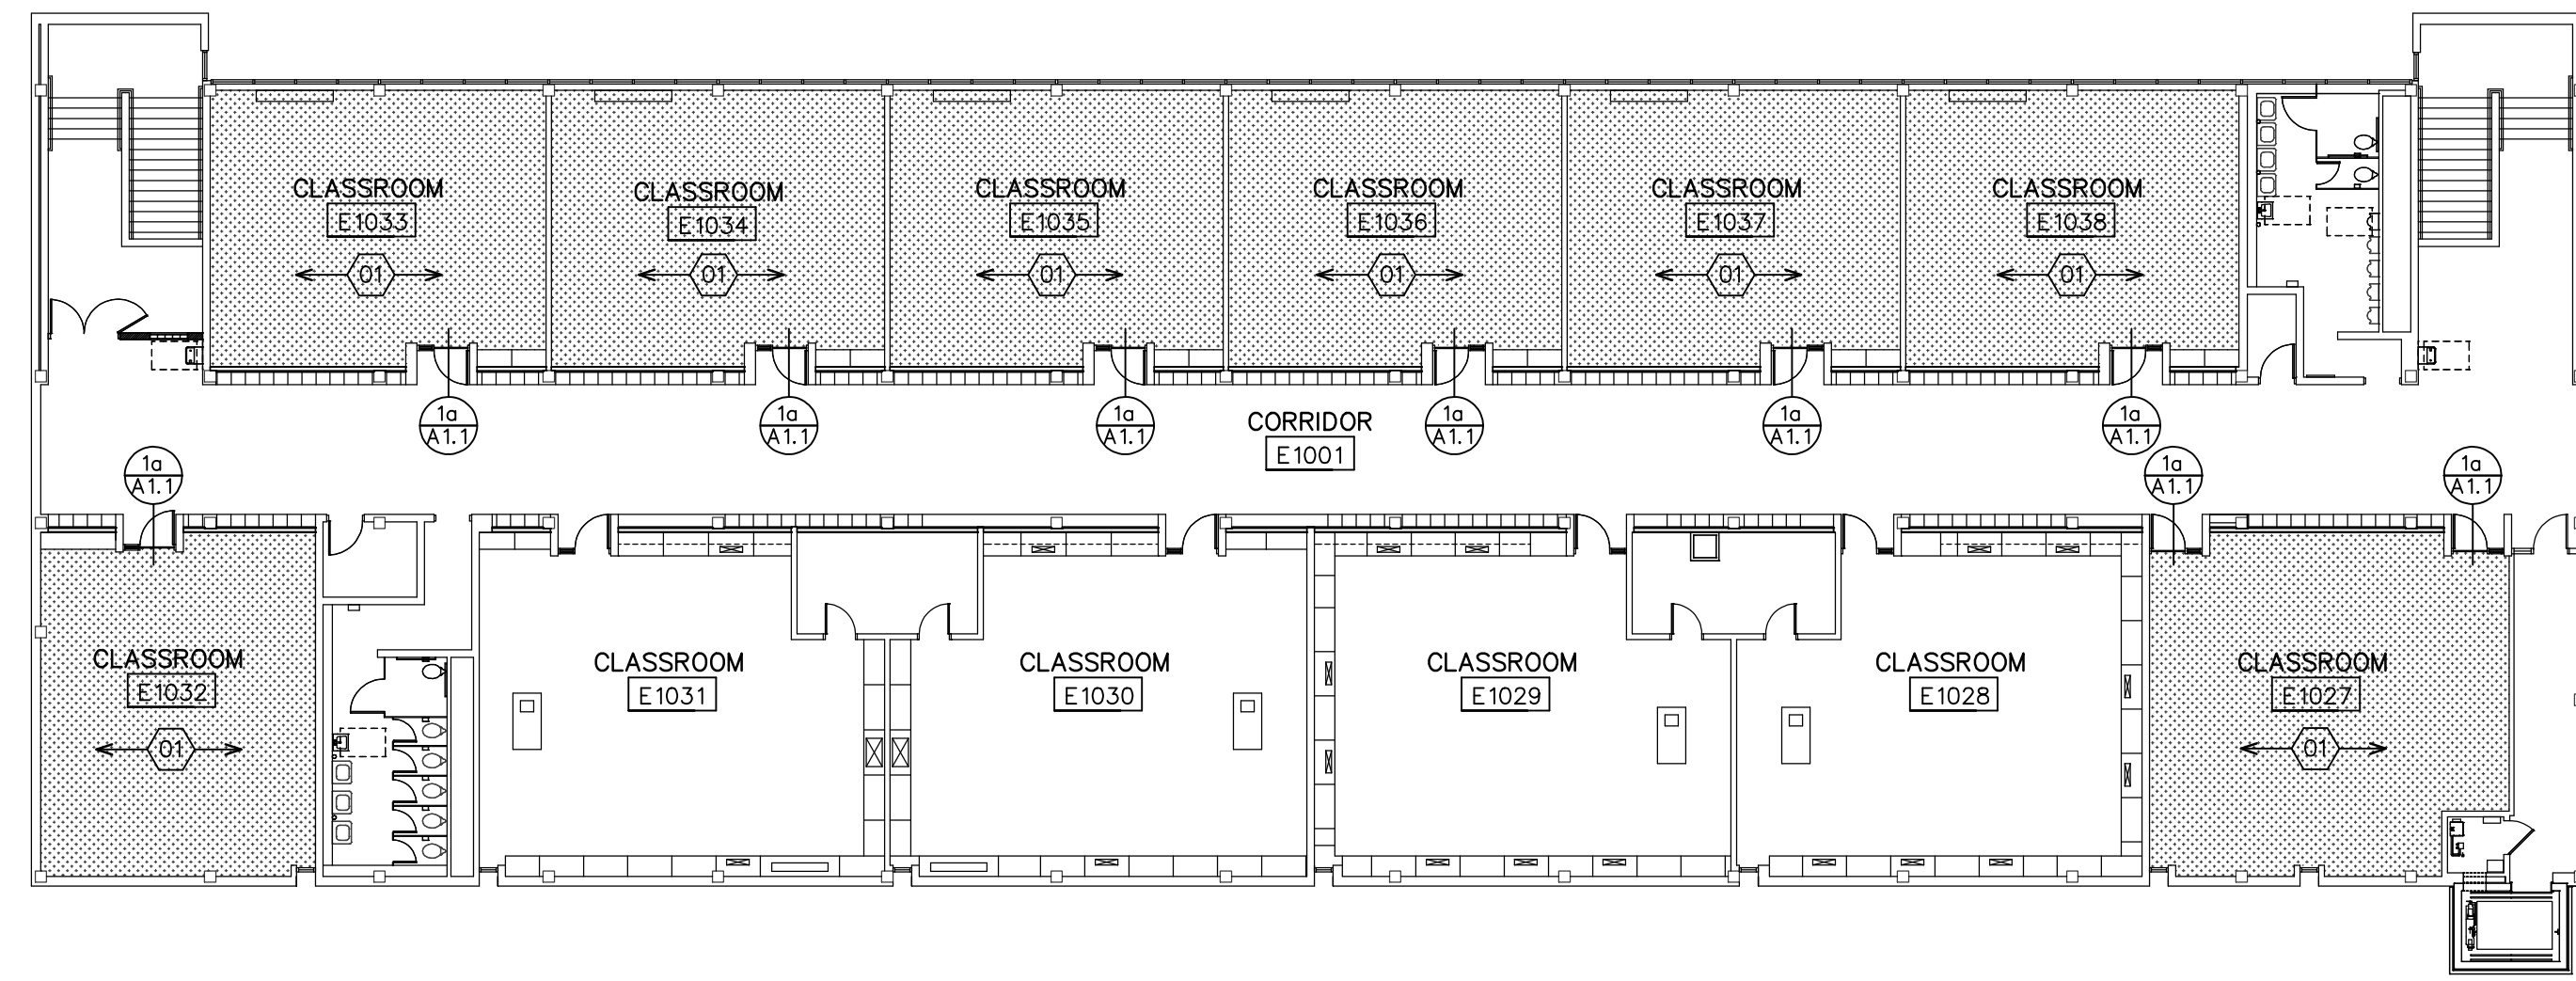 CLASSROOM
E1033
01
CLASSROOM
E1034
01
CLASSROOM
E1035
01
CLASSROOM
E1036
01
CLASSROOM
E1037
01
CLASSROOM
E1038
01
1a
A1.1
1a
A1.1
1a
A1.1
CORRIDOR
E1001
1a
A1.1
1a
A1.1
1a
A1.1
1a
A1.1
1a
A1.1
1a
A1.1
CLASSROOM
E1032
01
CLASSROOM
E1031
CLASSROOM
E1030
CLASSROOM
E1029
CLASSROOM
E1028
CLASSROOM
E1027
01